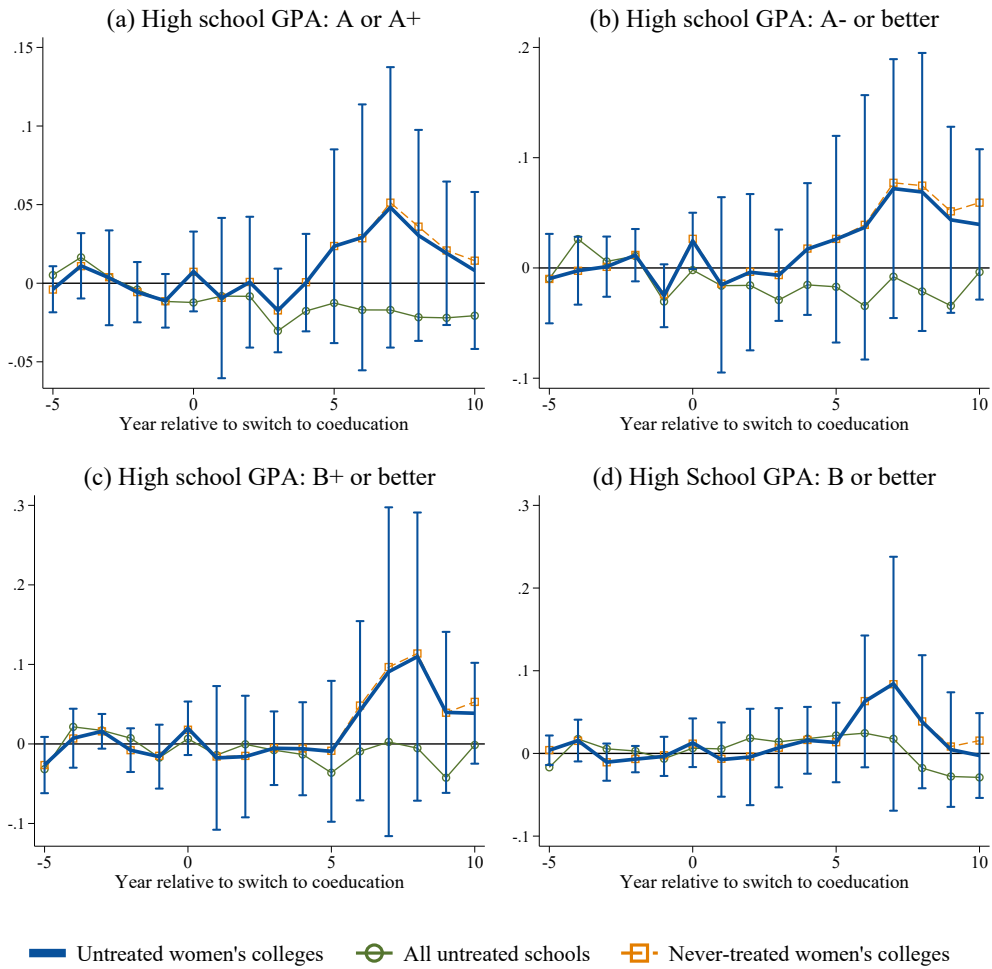 (a) High school GPA: A or A+
.15
.1
.05
0
-.05
-5 0 5 10
Year relative to switch to coeducation
(b) High school GPA: A- or better
.2
.1
0
-.1
-5 0 5 10
Year relative to switch to coeducation
(c) High school GPA: B+ or better
.3
.2
.1
0
-.1
-5 0 5 10
Year relative to switch to coeducation
(d) High School GPA: B or better
.3
.2
.1
0
-.1
-5 0 5 10
Year relative to switch to coeducation
Untreated women's colleges All untreated schools Never-treated women's colleges